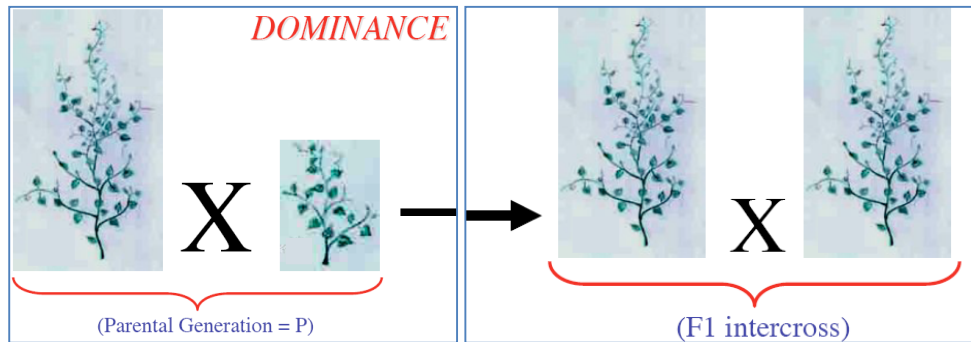 DOMINANCE
X
(Parental Generation = P)
X
(F1 intercross)